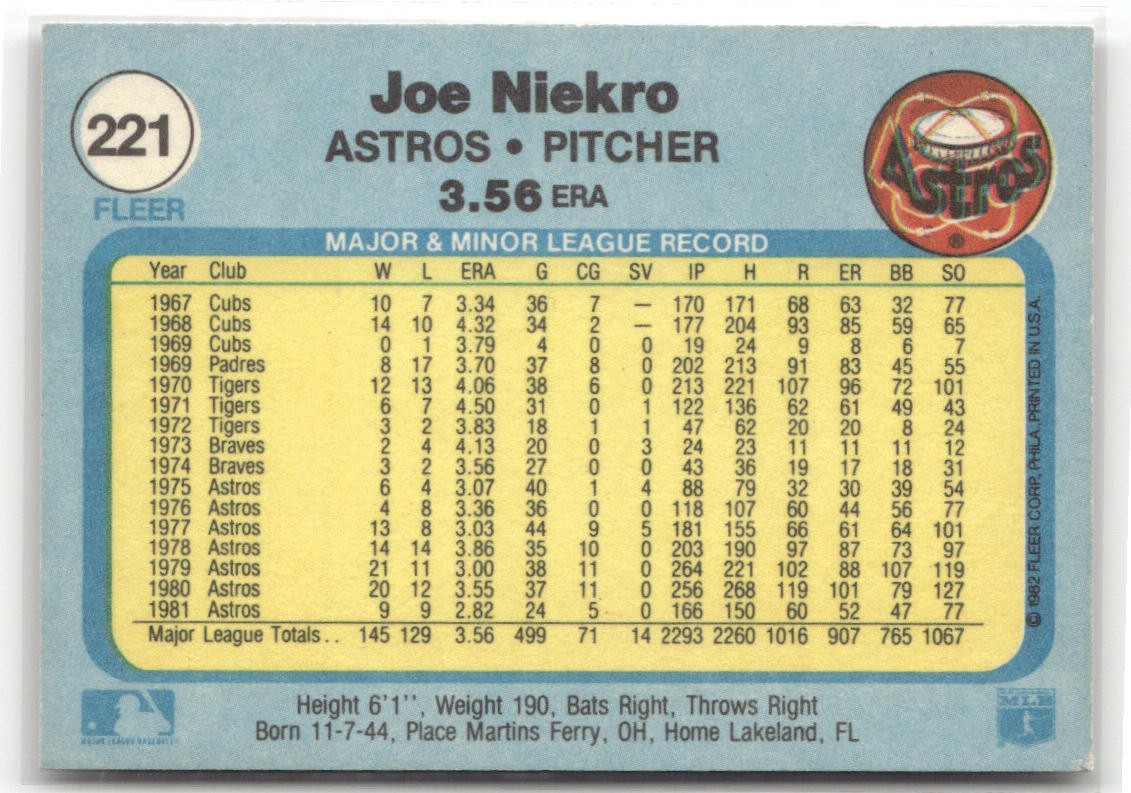 Joe Niekro
221
ASTROS • PITCHER
3.56 ERA
FLEER
Astros
®
MAJOR & MINOR LEAGUE RECORD
Year Club W L ERA G CG SV IP H R ER BB SO
1967 Cubs 10 7 3.34 36 7 — 170 171 68 63 32 77
1968 Cubs 14 10 4.32 34 2 — 177 204 93 85 59 65
1969 Cubs 0 1 3.79 4 0 0 19 24 9 8 6 7
1969 Padres 8 17 3.70 37 8 0 202 213 91 83 45 55
1970 Tigers 12 13 4.06 38 6 0 213 221 107 96 72 101
1971 Tigers 6 7 4.50 31 0 1 122 136 62 61 49 43
1972 Tigers 3 2 3.83 18 1 1 47 62 20 20 8 24
1973 Braves 2 4 4.13 20 0 3 24 23 11 11 11 12
1974 Braves 3 2 3.56 27 0 0 43 36 19 17 18 31
1975 Astros 6 4 3.07 40 1 4 88 79 32 30 39 54
1976 Astros 4 8 3.36 36 0 0 118 107 60 44 56 77
1977 Astros 13 8 3.03 44 9 5 181 155 66 61 64 101
1978 Astros 14 14 3.86 35 10 0 203 190 97 87 73 97
1979 Astros 21 11 3.00 38 11 0 264 221 102 88 107 119
1980 Astros 20 12 3.55 37 11 0 256 268 119 101 79 127
1981 Astros 9 9 2.82 24 5 0 166 150 60 52 47 77
Major League Totals.. 145 129 3.56 499 71 14 2293 2260 1016 907 765 1067
© 1982 FLEER CORP., PHILA., PRINTED IN U.S.A.
Height 6'1'', Weight 190, Bats Right, Throws Right
Born 11-7-44, Place Martins Ferry, OH, Home Lakeland, FL
MAJOR LEAGUE BASEBALL
MLB